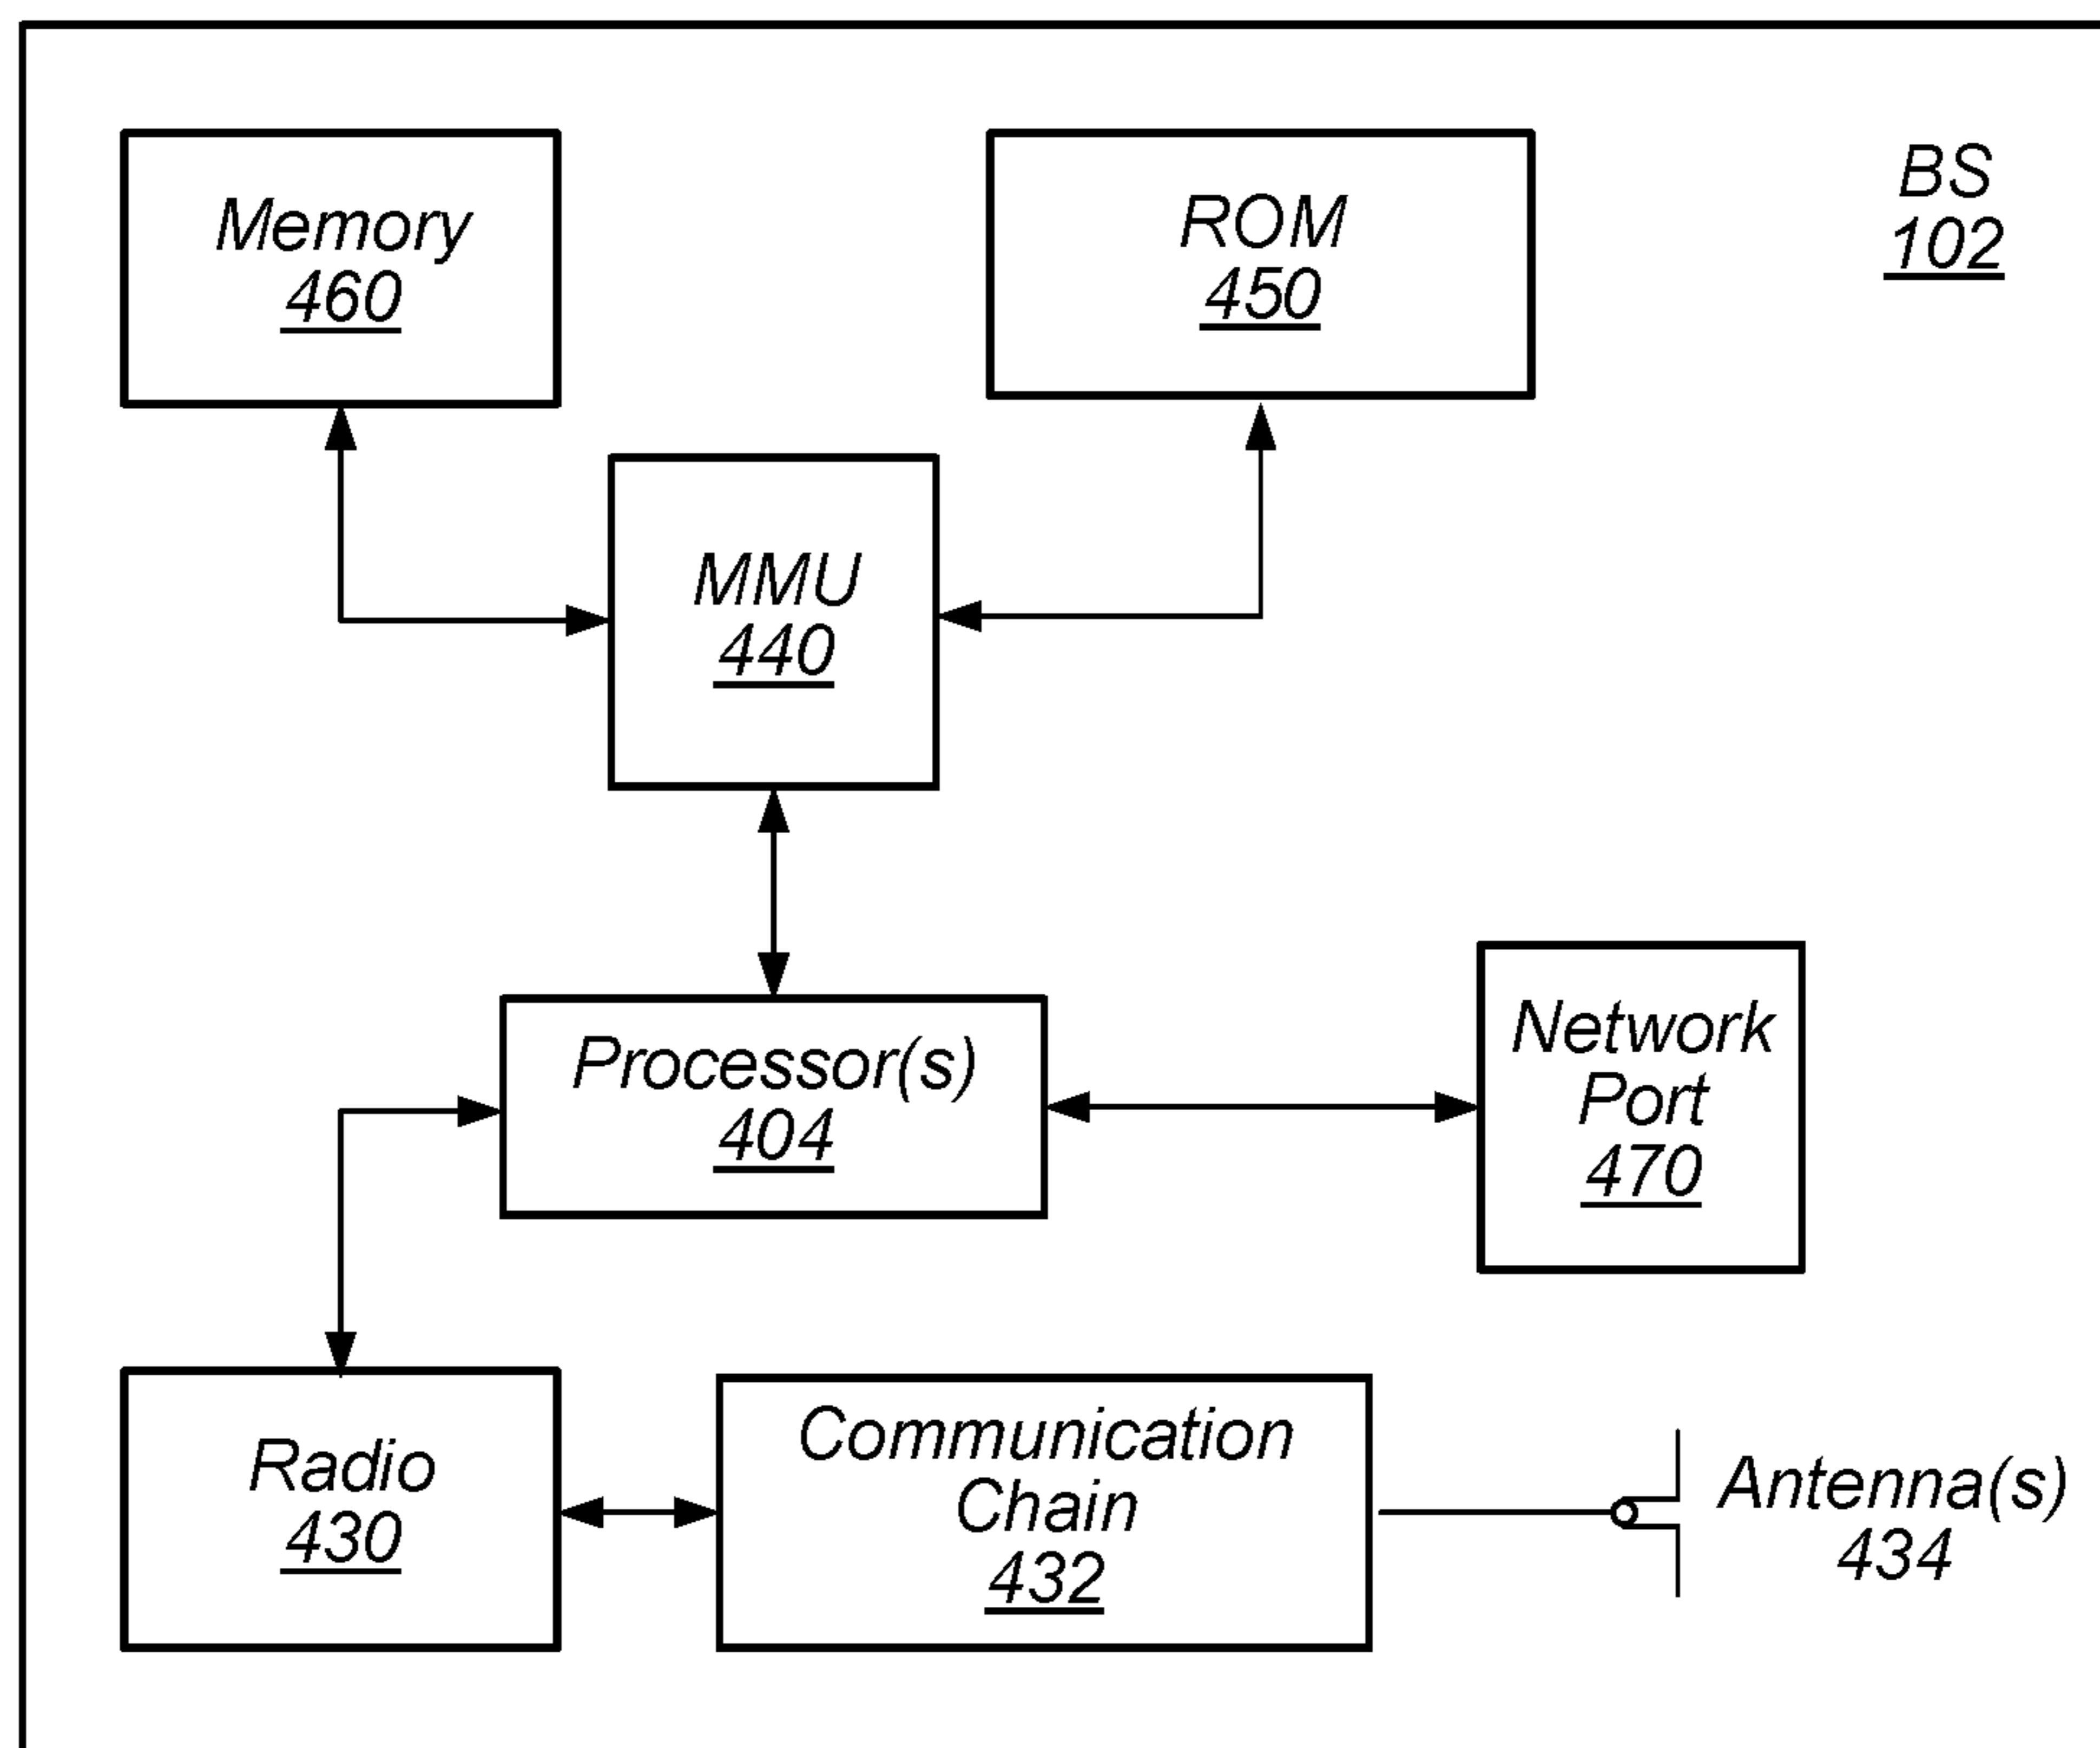 Memory
460
ROM
450
BS
102
MMU
440
Processor(s)
404
Network
Port
470
Radio
430
Communication
Chain
432
Antenna(s)
434